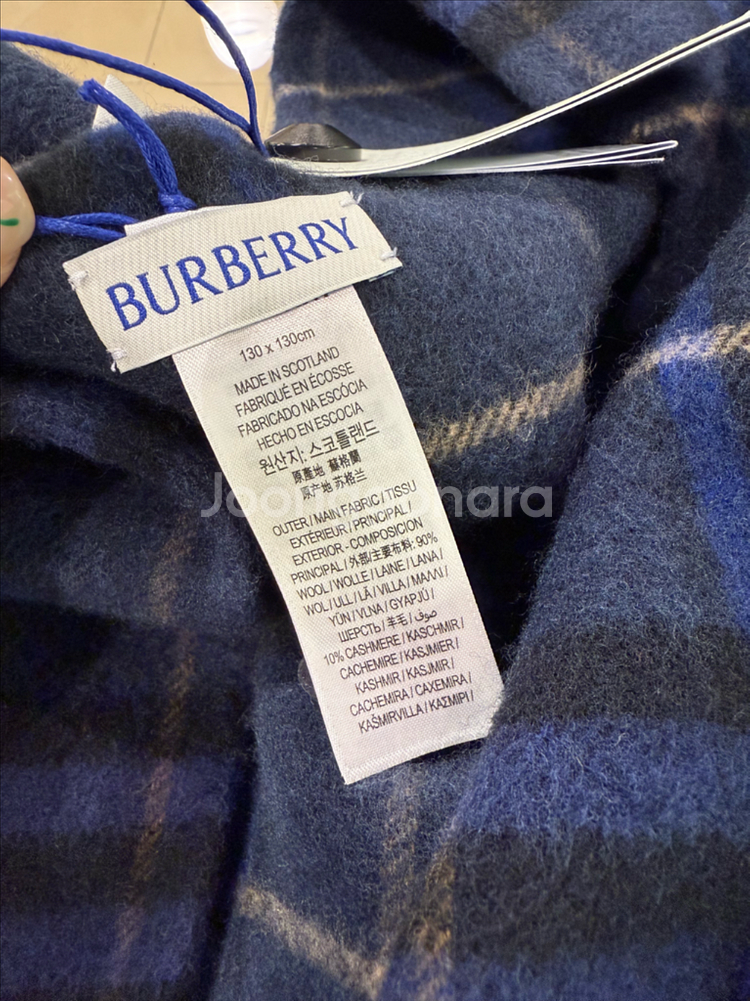 BURBERRY
130 x 130cm
MADE IN SCOTLAND
FABRIQUÉ EN ÉCOSSE
FABRICADO NA ESCÓCIA
HECHO EN ESCOCIA
원산지: 스코틀랜드
原產地 蘇格蘭
原产地 苏格兰
OUTER / MAIN FABRIC / TISSU
EXTÉRIEUR / PRINCIPAL /
EXTERIOR - COMPOSICION
PRINCIPAL / 外部/主要布料: 90%
WOOL / WOLLE / LAINE / LANA /
WOL / ULL / LÃ / VILLA / ΜΑΛΛΙ /
YÜN / VLNA / GYAPJÚ /
ШЕРСТЬ / 羊毛 / صوف /
10% CASHMERE / KASCHMIR /
CACHEMIRE / KASJMIER /
KASHMIR / KASJMIR /
CACHEMIRA / CAXEMIRA /
KAŠMIRVILLA / ΚΑΣΜΙΡΙ /